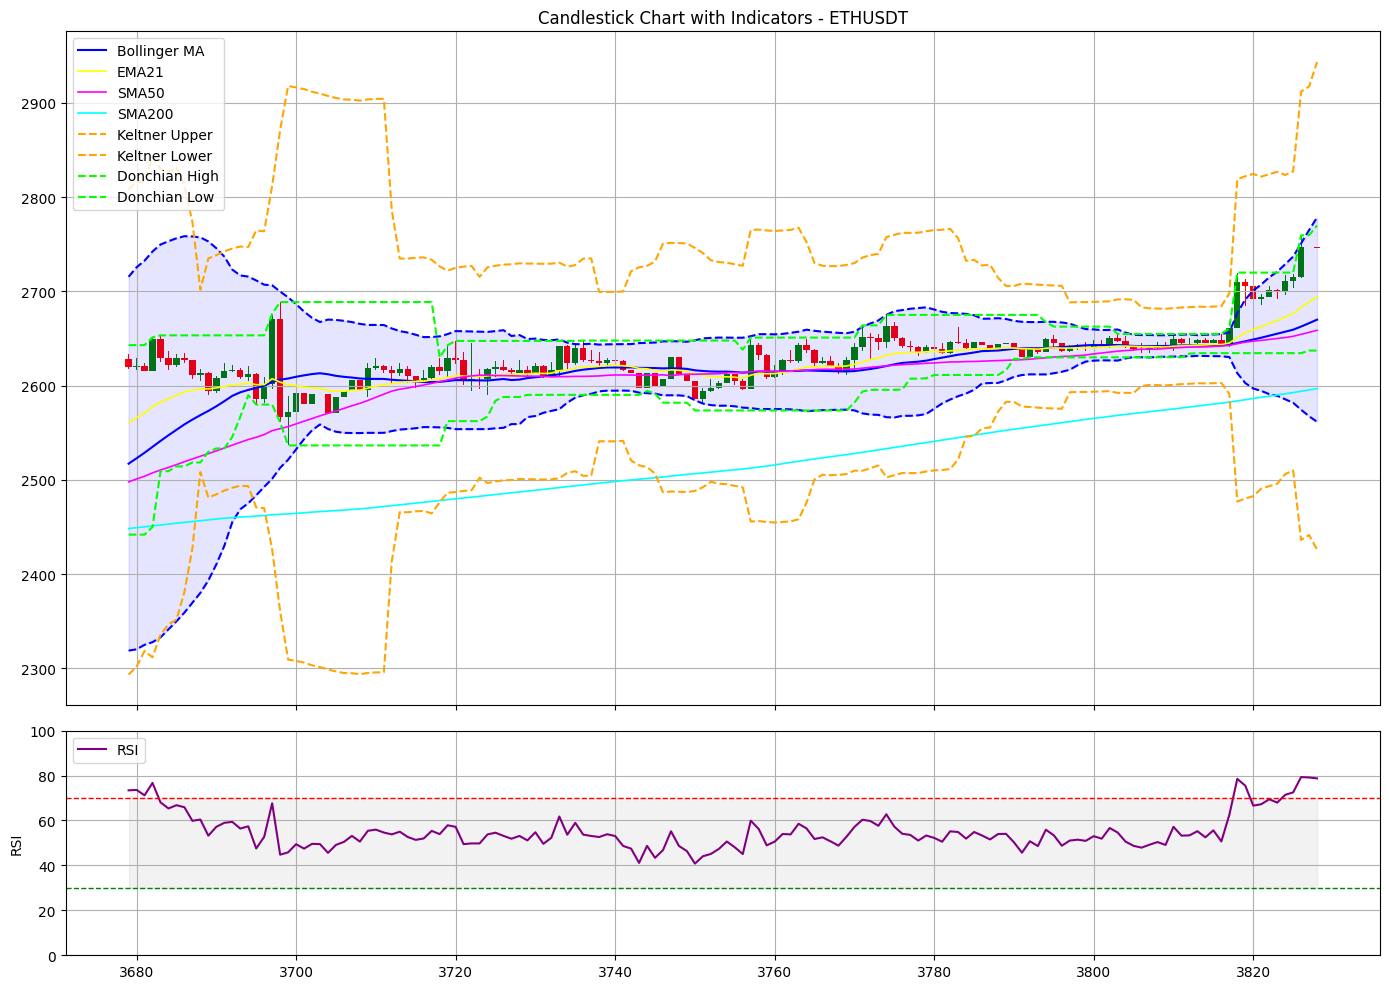 Candlestick Chart with Indicators - ETHUSDT
Bollinger MA
EMA21
SMA50
SMA200
Keltner Upper
Keltner Lower
Donchian High
Donchian Low
2900
2800
2700
2600
2500
2400
2300
RSI
100
80
60
40
20
0
RSI
3680 3700 3720 3740 3760 3780 3800 3820